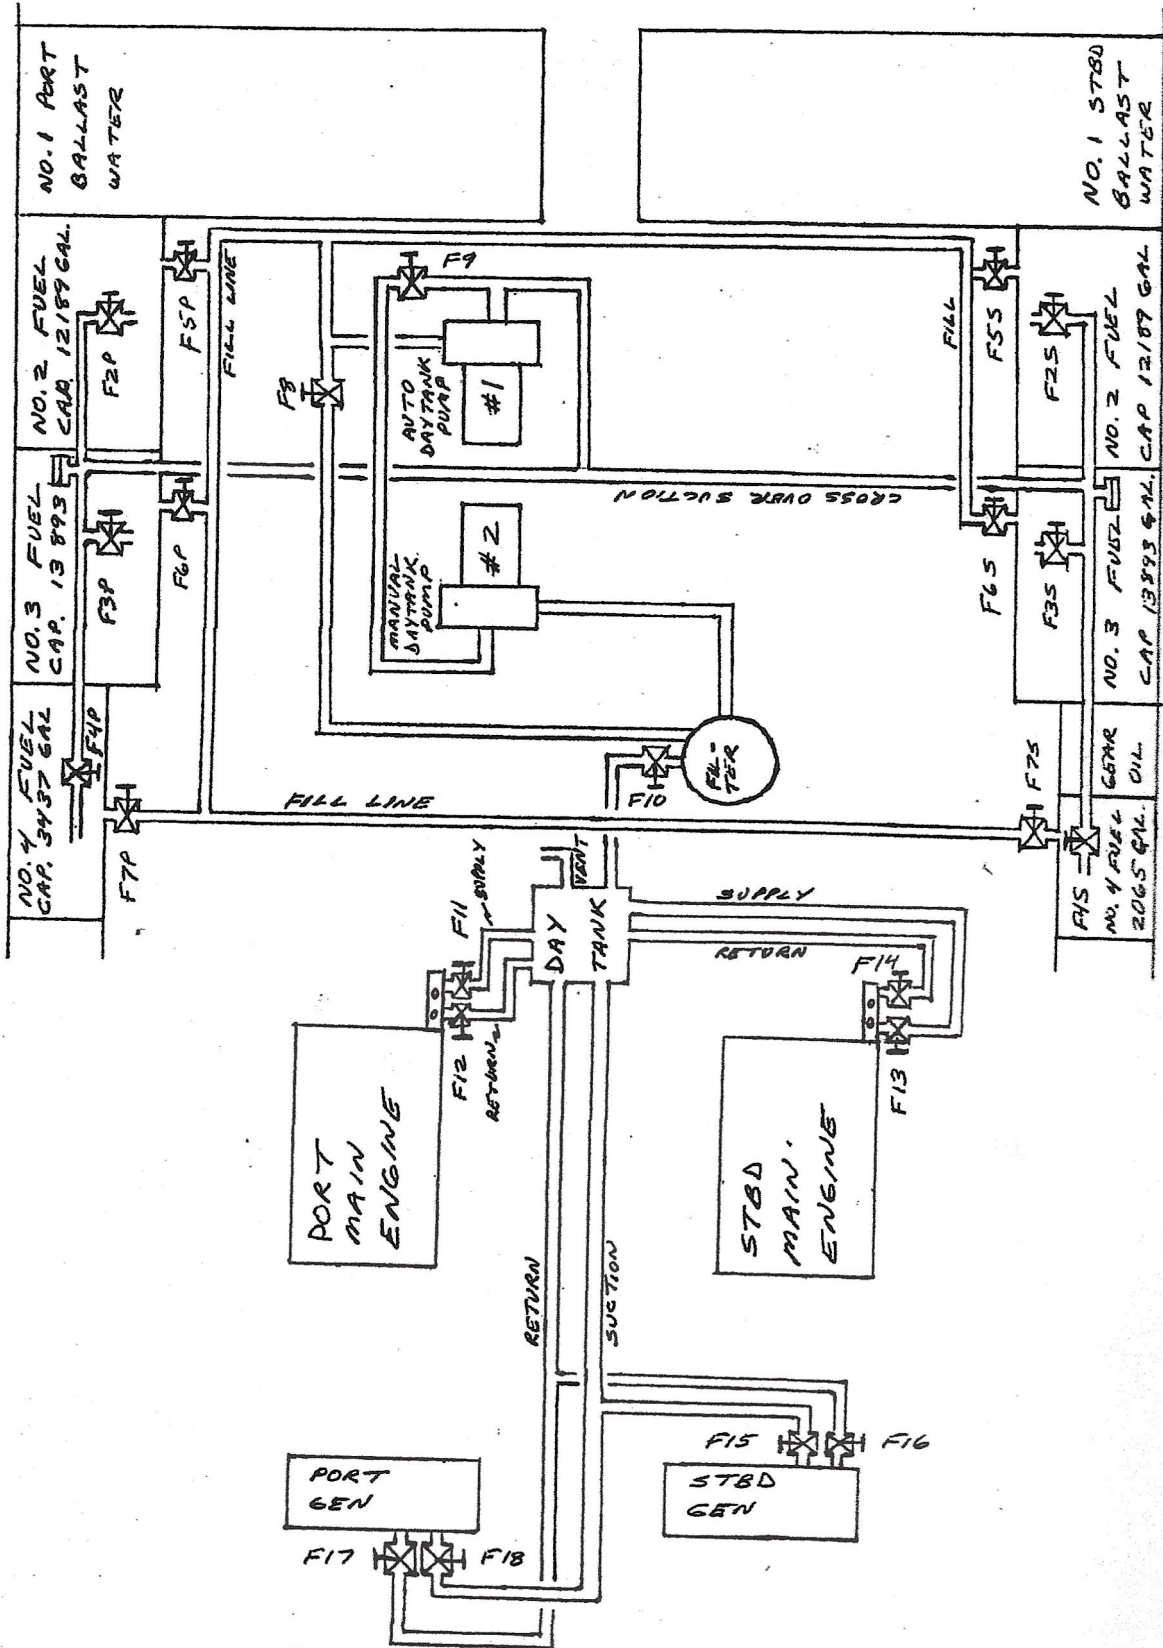 NO. 1 PORT
BALLAST
WATER
NO. 2 FUEL
CAP. 12189 GAL.
F2P
F5P
NO. 3 FUEL
CAP. 13893
F3P
F6P
NO. 4 FUEL
CAP. 3437 GAL
F4P
F7P
FILL LINE
F8
F9
AUTO
DAYTANK
PUMP
#1
MANUAL
DAYTANK
PUMP
#2
CROSS OVER SUCTION
FILL LINE
F10
FIL-
TER
FILL
F5S
F6S
F7S
NO. 1 STBD
BALLAST
WATER
F2S
NO. 2 FUEL
CAP 12189 GAL
F3S
NO. 3 FUEL
CAP 13893 GAL.
GEAR
OIL
F4S
NO. 4 FUEL
2065 GAL.
VENT
DAY
TANK
F11
SUPPLY
F12
RETURN
SUPPLY
RETURN
F14
F13
PORT
MAIN
ENGINE
STBD
MAIN.
ENGINE
RETURN
SUCTION
PORT
GEN
F17
F18
STBD
GEN
F15
F16